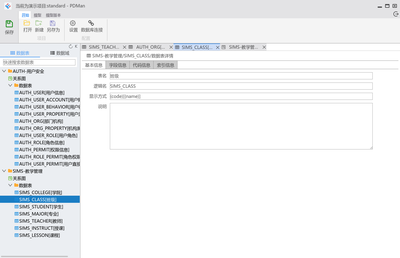 当前为演示项目standard - PDMan
开始 模型 模型版本
保存 打开 新建 另存为 设置 数据库连接
数据表 数据域
快速搜索数据表
AUTH-用户安全
关系图
数据表
AUTH_USER[用户信息]
AUTH_USER_ACCOUNT[用户
AUTH_USER_BEHAVIOR[用户
AUTH_USER_PROPERTY[用户
AUTH_ORG[部门机构]
AUTH_ORG_PROPERTY[机构
AUTH_USER_ROLE[用户角色]
AUTH_ROLE[角色信息]
AUTH_PERMIT[权限信息]
AUTH_ROLE_PERMIT[角色权
AUTH_USER_PERMIT[用户直
SIMS-教学管理
关系图
数据表
SIMS_COLLEGE[学院]
SIMS_CLASS[班级]
SIMS_STUDENT[学生]
SIMS_MAJOR[专业]
SIMS_TEACHER[教师]
SIMS_INSTRUCT[授课]
SIMS_LESSON[课程]
SIMS_TEACH... AUTH_ORG[... SIMS_CLASS[... SIMS-教学管...
SIMS-教学管理/SIMS_CLASS/数据表详情
基本信息 字段信息 代码信息 索引信息
表名 班级
逻辑名 SIMS_CLASS
显示方式 {code}[{name}]
说明